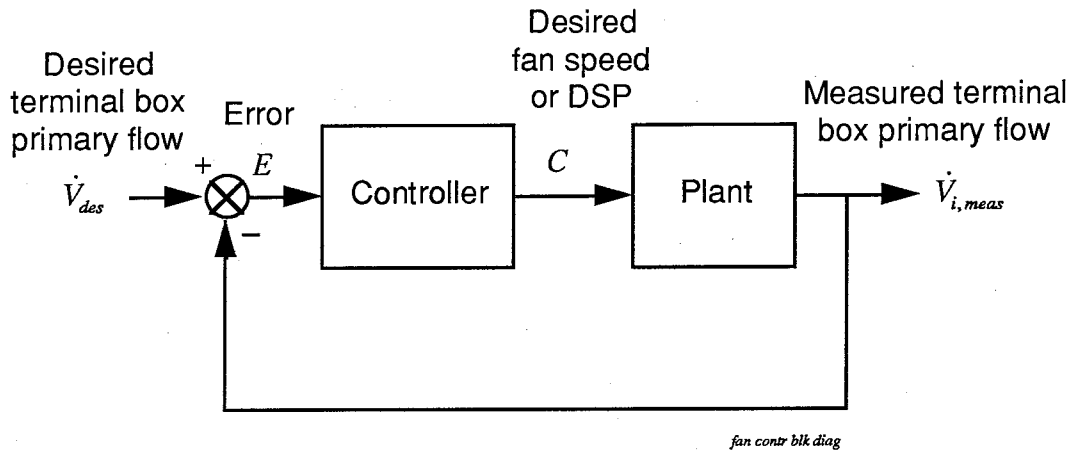 Desired
terminal box
primary flow
Error
Desired
fan speed
or DSP
Measured terminal
box primary flow
+
E
C
V̇des
Controller
Plant
V̇i, meas
−
fan contr blk diag